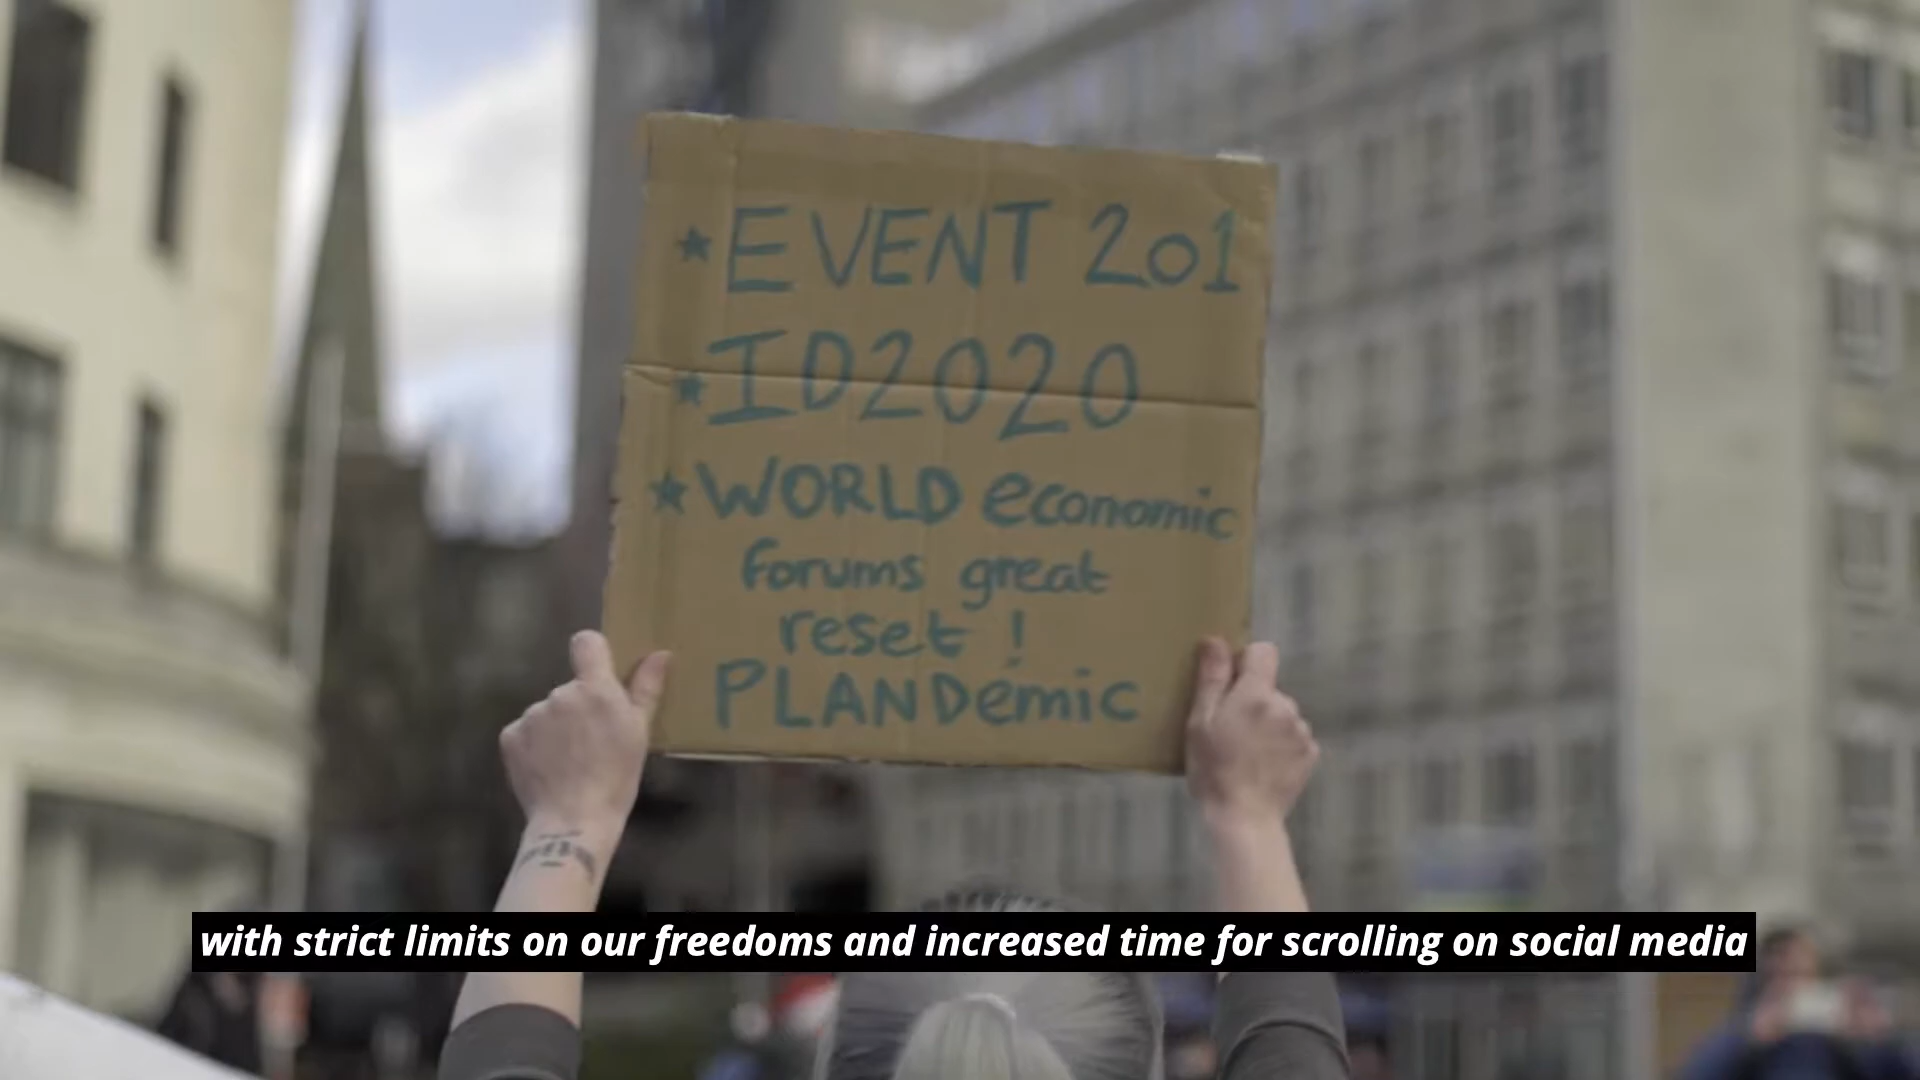 ★EVENT 201
★ID2020
★WORLD economic
forums great
reset !
PLANDemic
with strict limits on our freedoms and increased time for scrolling on social media